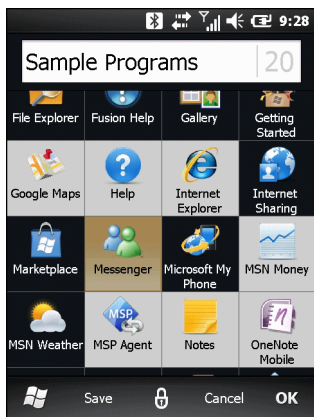 9:28
Sample Programs 20
File Explorer Fusion Help Gallery Getting
Started
Google Maps Help Internet Internet
Explorer Sharing
Marketplace Messenger Microsoft My MSN Money
Phone
MSP
MSN Weather MSP Agent Notes OneNote
Mobile
Save Cancel OK